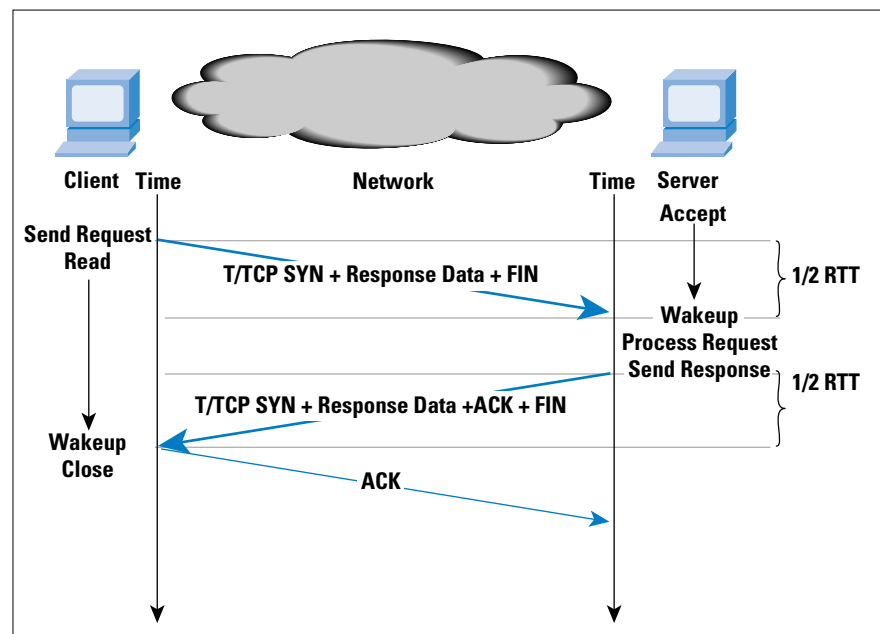 Client Time Network Time Server
Accept
Send Request
Read
T/TCP SYN + Response Data + FIN
1/2 RTT
Wakeup
Process Request
Send Response
1/2 RTT
T/TCP SYN + Response Data +ACK + FIN
Wakeup
Close
ACK